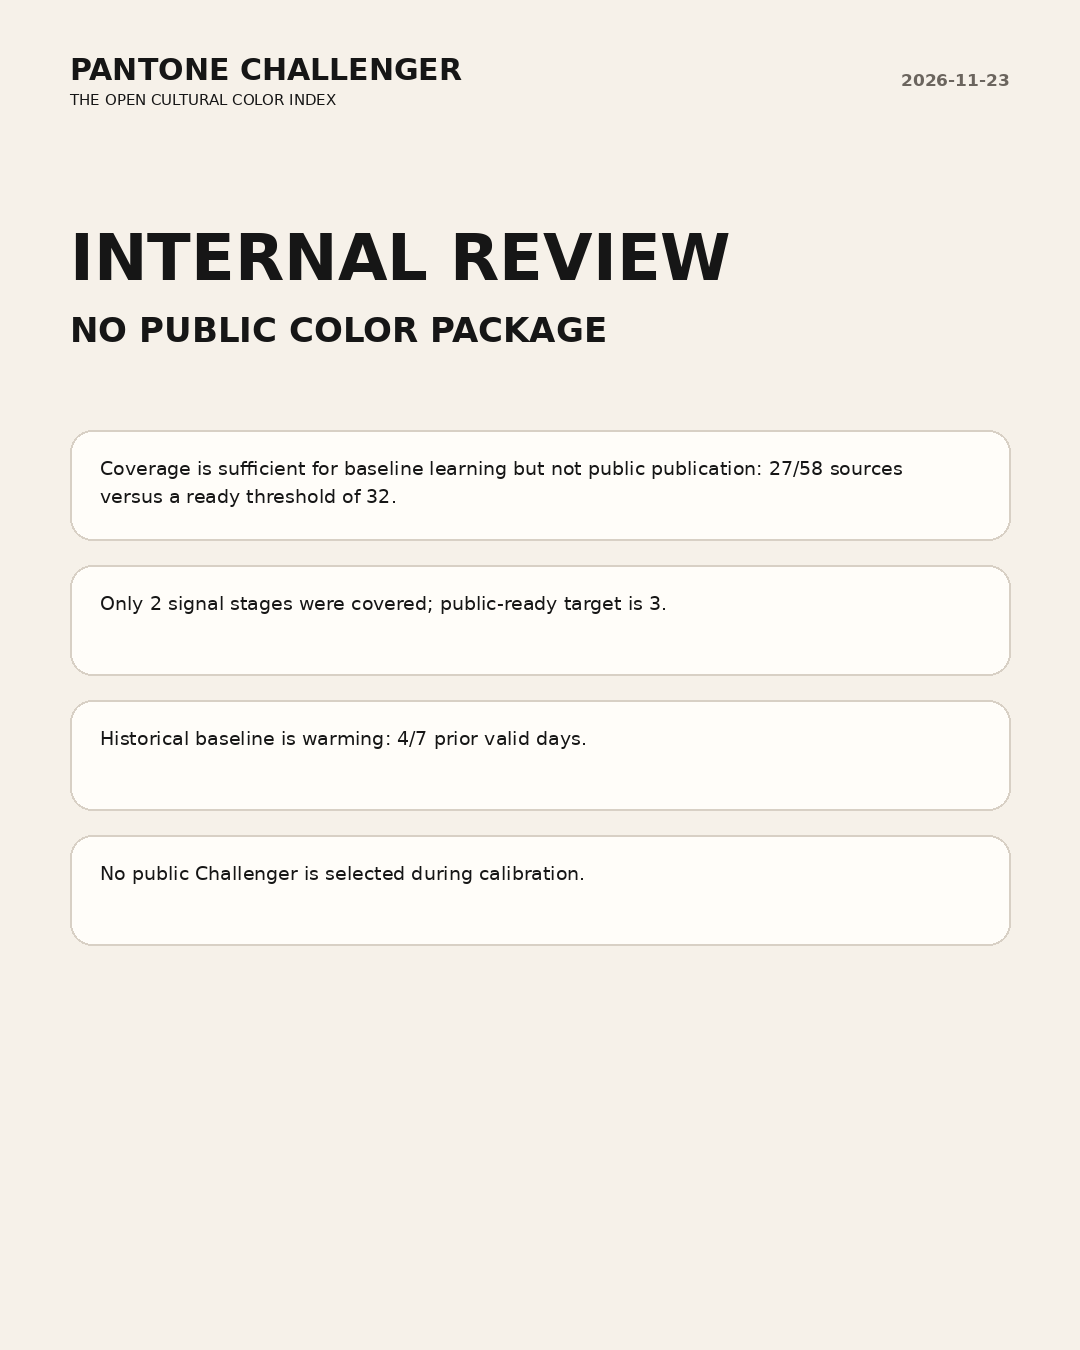 PANTONE CHALLENGER
THE OPEN CULTURAL COLOR INDEX
2026-11-23
INTERNAL REVIEW
NO PUBLIC COLOR PACKAGE
Coverage is sufficient for baseline learning but not public publication: 27/58 sources
versus a ready threshold of 32.
Only 2 signal stages were covered; public-ready target is 3.
Historical baseline is warming: 4/7 prior valid days.
No public Challenger is selected during calibration.